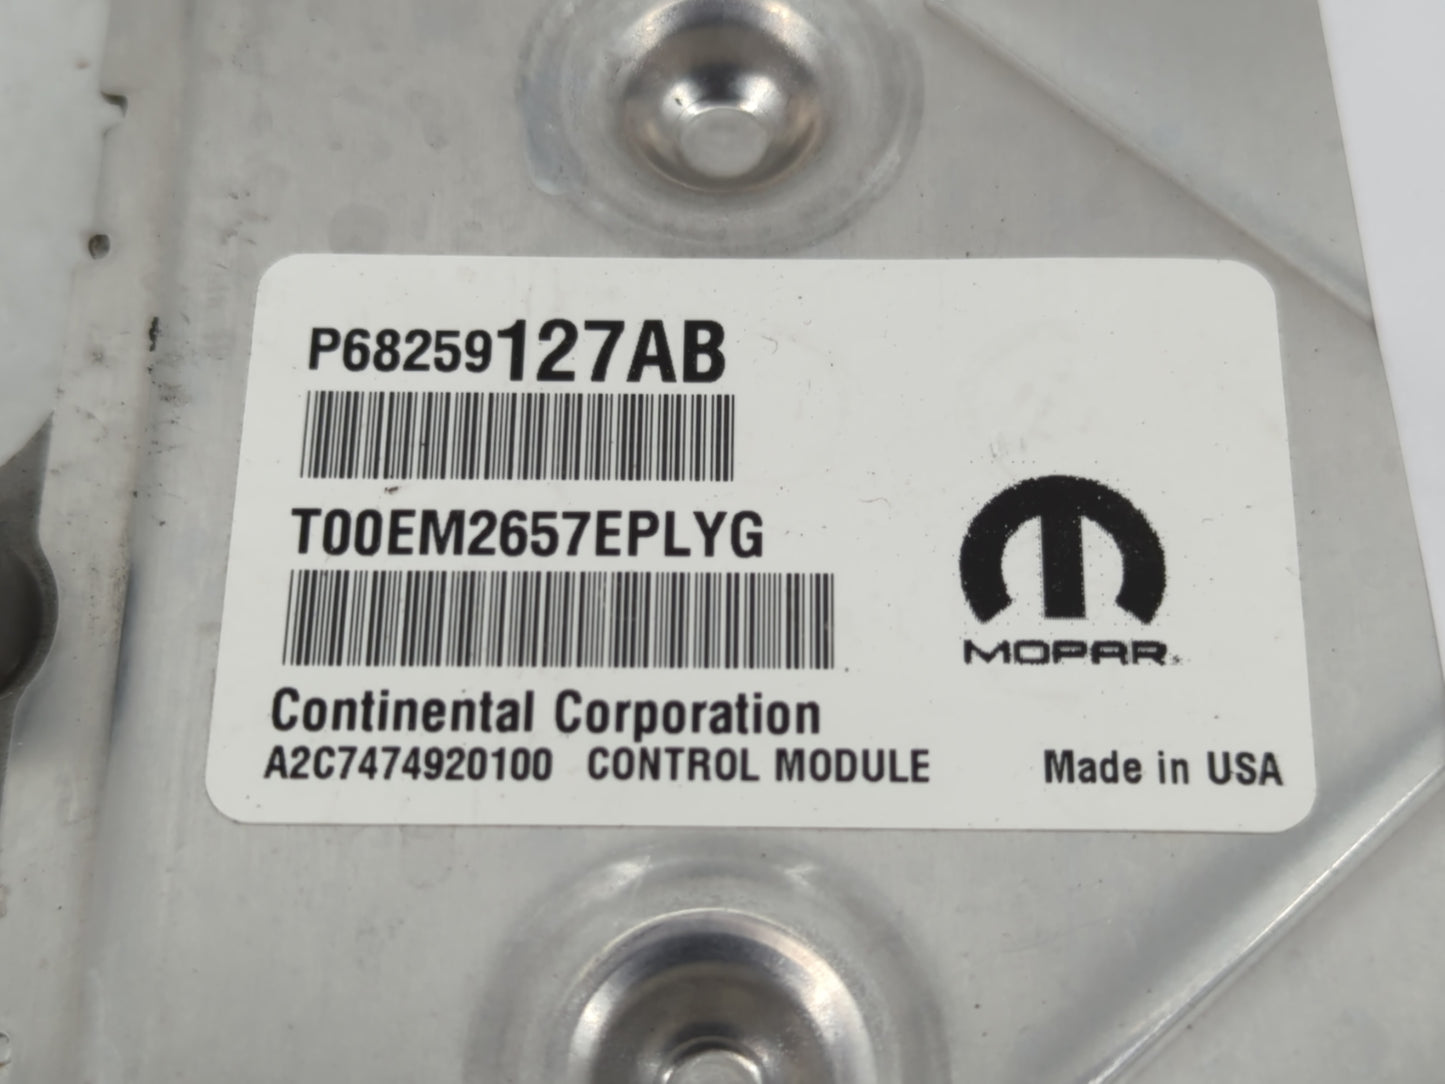 P68259127AB
T00EM2657EPLYG
MOPAR
Continental Corporation
A2C7474920100 CONTROL MODULE Made in USA